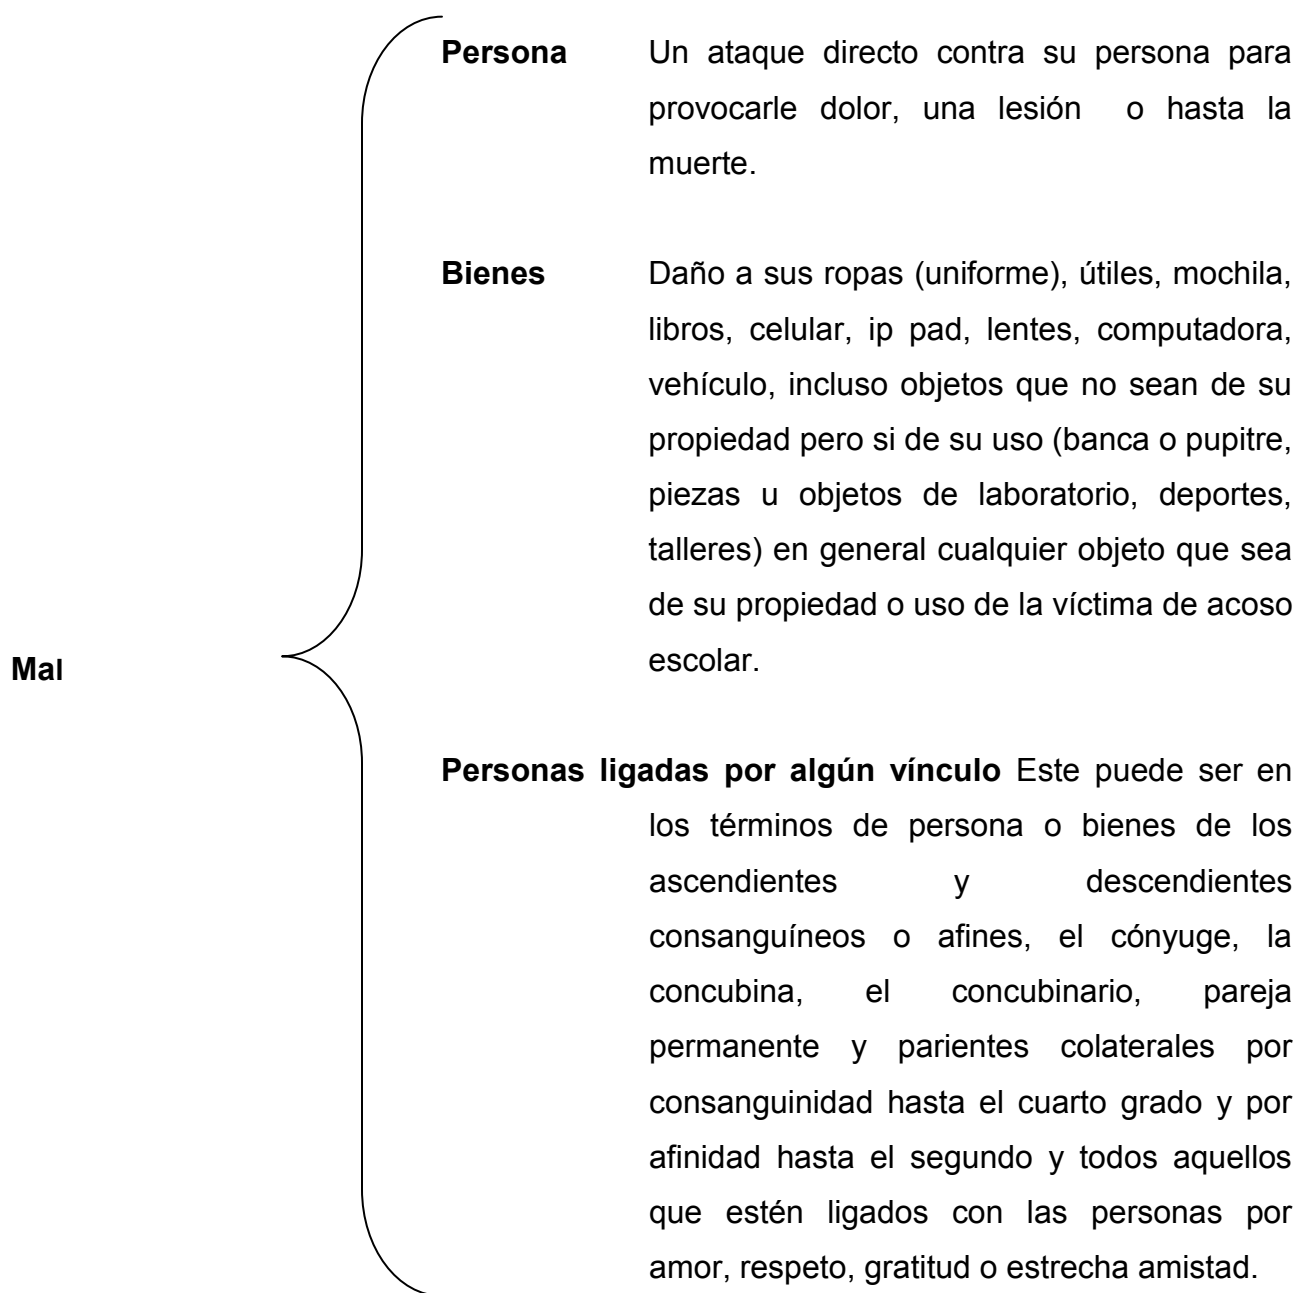 Persona Un ataque directo contra su persona para
provocarle dolor, una lesión o hasta la
muerte.
Bienes Daño a sus ropas (uniforme), útiles, mochila,
libros, celular, ip pad, lentes, computadora,
vehículo, incluso objetos que no sean de su
propiedad pero si de su uso (banca o pupitre,
piezas u objetos de laboratorio, deportes,
talleres) en general cualquier objeto que sea
de su propiedad o uso de la víctima de acoso
escolar.
Mal
Personas ligadas por algún vínculo Este puede ser en
los términos de persona o bienes de los
ascendientes y descendientes
consanguíneos o afines, el cónyuge, la
concubina, el concubinario, pareja
permanente y parientes colaterales por
consanguinidad hasta el cuarto grado y por
afinidad hasta el segundo y todos aquellos
que estén ligados con las personas por
amor, respeto, gratitud o estrecha amistad.